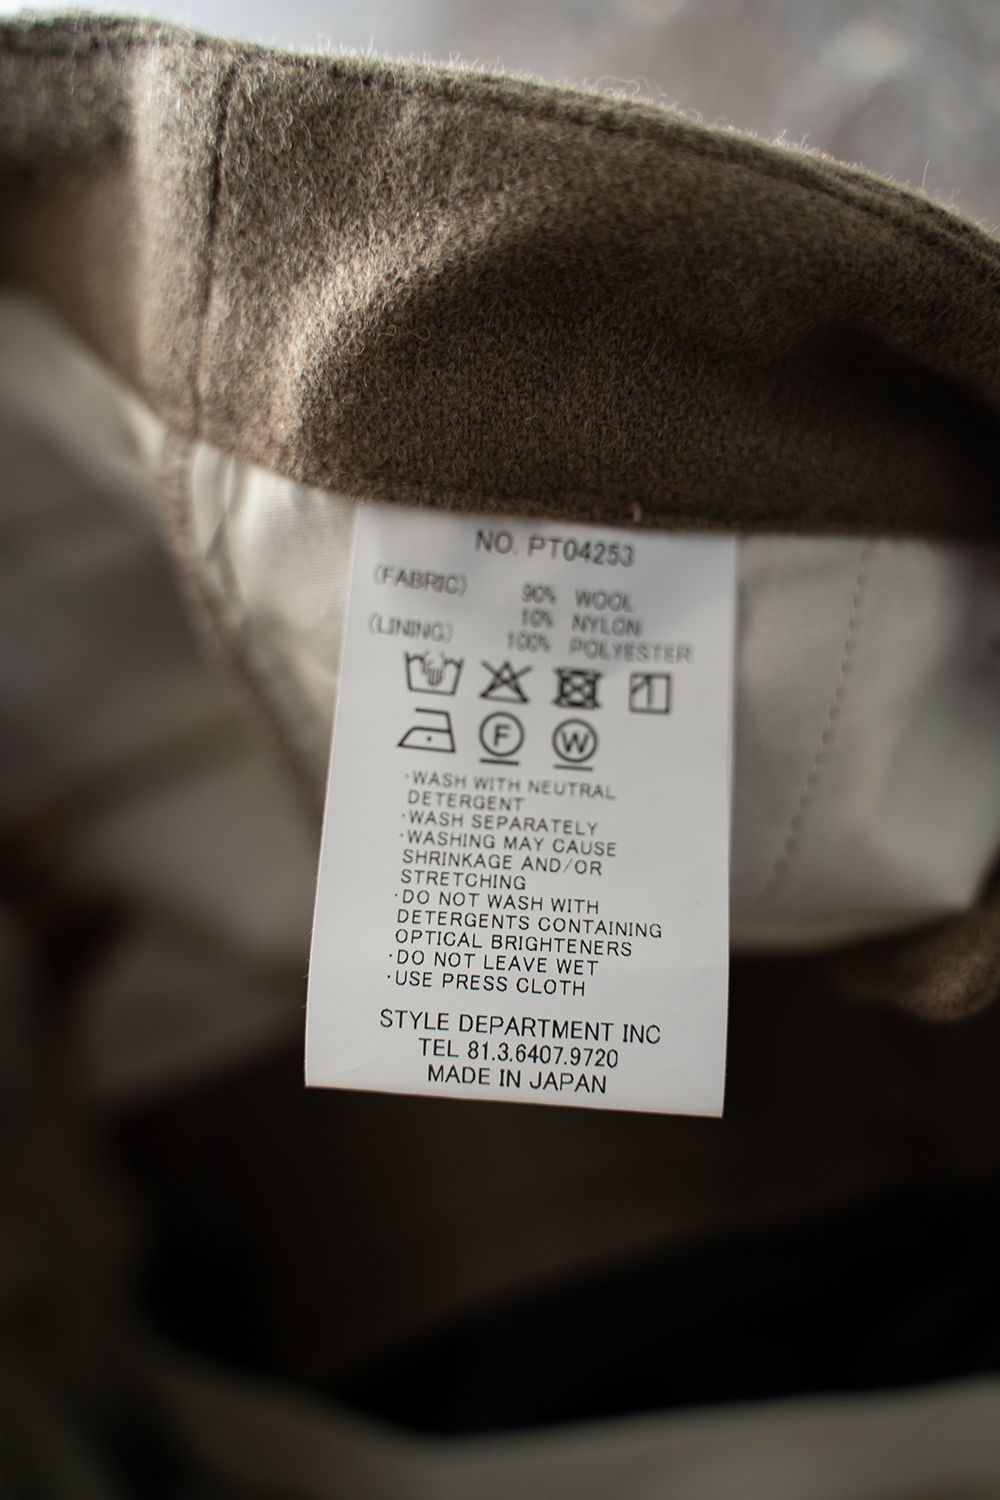 NO. PT04253
(FABRIC) 90% WOOL
10% NYLON
(LINING) 100% POLYESTER
F W
·WASH WITH NEUTRAL
DETERGENT
·WASH SEPARATELY
·WASHING MAY CAUSE
SHRINKAGE AND/OR
STRETCHING
·DO NOT WASH WITH
DETERGENTS CONTAINING
OPTICAL BRIGHTENERS
·DO NOT LEAVE WET
·USE PRESS CLOTH
STYLE DEPARTMENT INC
TEL 81.3.6407.9720
MADE IN JAPAN